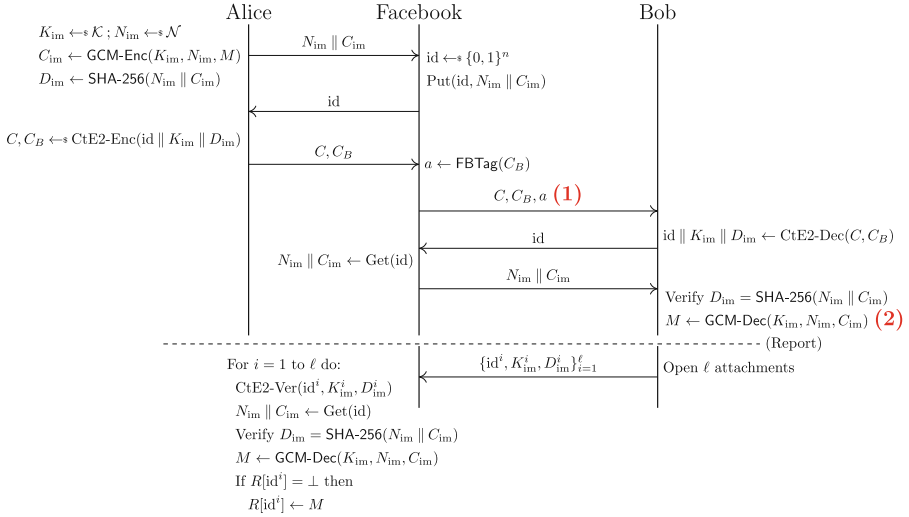 Alice Facebook Bob
K_im ←$ 𝒦 ; N_im ←$ 𝒩
C_im ← GCM-Enc(K_im, N_im, M)
D_im ← SHA-256(N_im ∥ C_im)
N_im ∥ C_im
id ←$ {0, 1}^n
Put(id, N_im ∥ C_im)
id
C, C_B ←$ CtE2-Enc(id ∥ K_im ∥ D_im)
C, C_B
a ← FBTag(C_B)
C, C_B, a (1)
id ∥ K_im ∥ D_im ← CtE2-Dec(C, C_B)
id
N_im ∥ C_im ← Get(id)
N_im ∥ C_im
Verify D_im = SHA-256(N_im ∥ C_im)
M ← GCM-Dec(K_im, N_im, C_im) (2)
(Report)
For i = 1 to ℓ do:
{id^i, K_im^i, D_im^i}_{i=1}^ℓ
Open ℓ attachments
CtE2-Ver(id^i, K_im^i, D_im^i)
N_im ∥ C_im ← Get(id)
Verify D_im = SHA-256(N_im ∥ C_im)
M ← GCM-Dec(K_im, N_im, C_im)
If R[id^i] = ⊥ then
R[id^i] ← M